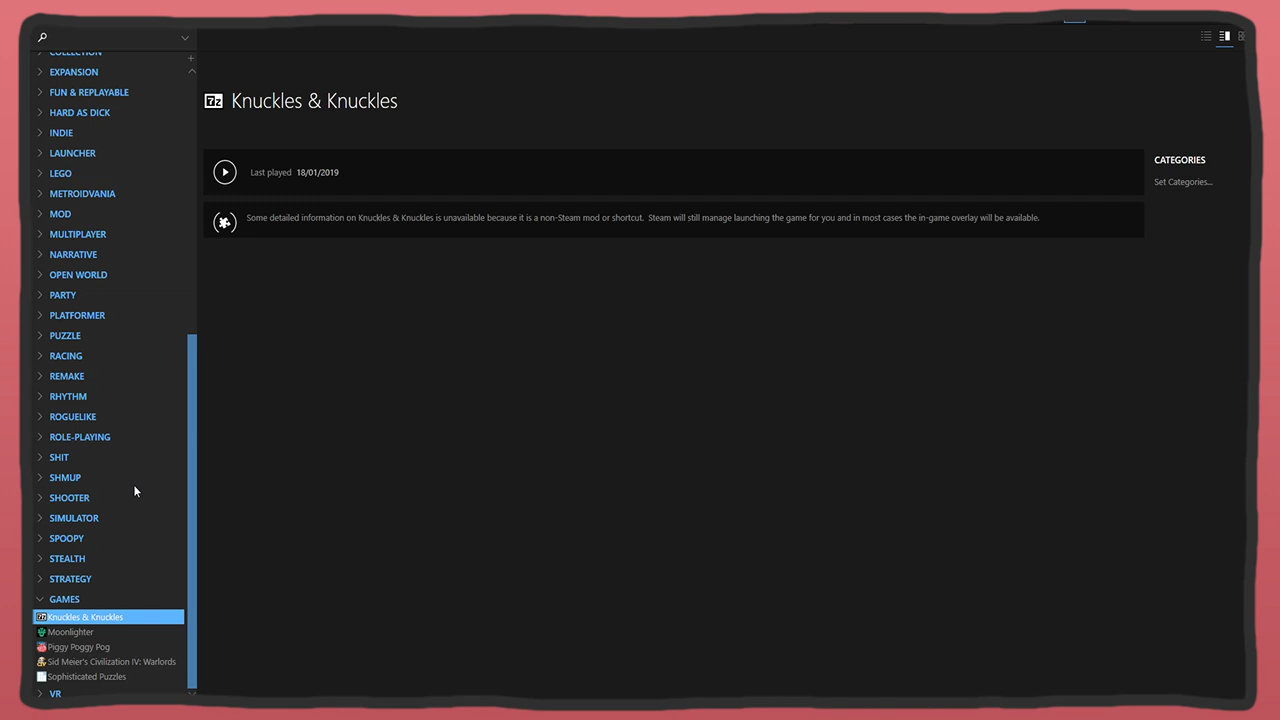 COLLECTION
EXPANSION
FUN & REPLAYABLE
HARD AS DICK
INDIE
LAUNCHER
LEGO
METROIDVANIA
MOD
MULTIPLAYER
NARRATIVE
OPEN WORLD
PARTY
PLATFORMER
PUZZLE
RACING
REMAKE
RHYTHM
ROGUELIKE
ROLE-PLAYING
SHIT
SHMUP
SHOOTER
SIMULATOR
SPOOPY
STEALTH
STRATEGY
GAMES
Knuckles & Knuckles
Moonlighter
Piggy Poggy Pog
Sid Meier's Civilization IV: Warlords
Sophisticated Puzzles
VR
7z Knuckles & Knuckles
Last played 18/01/2019
Some detailed information on Knuckles & Knuckles is unavailable because it is a non-Steam mod or shortcut. Steam will still manage launching the game for you and in most cases the in-game overlay will be available.
CATEGORIES
Set Categories...